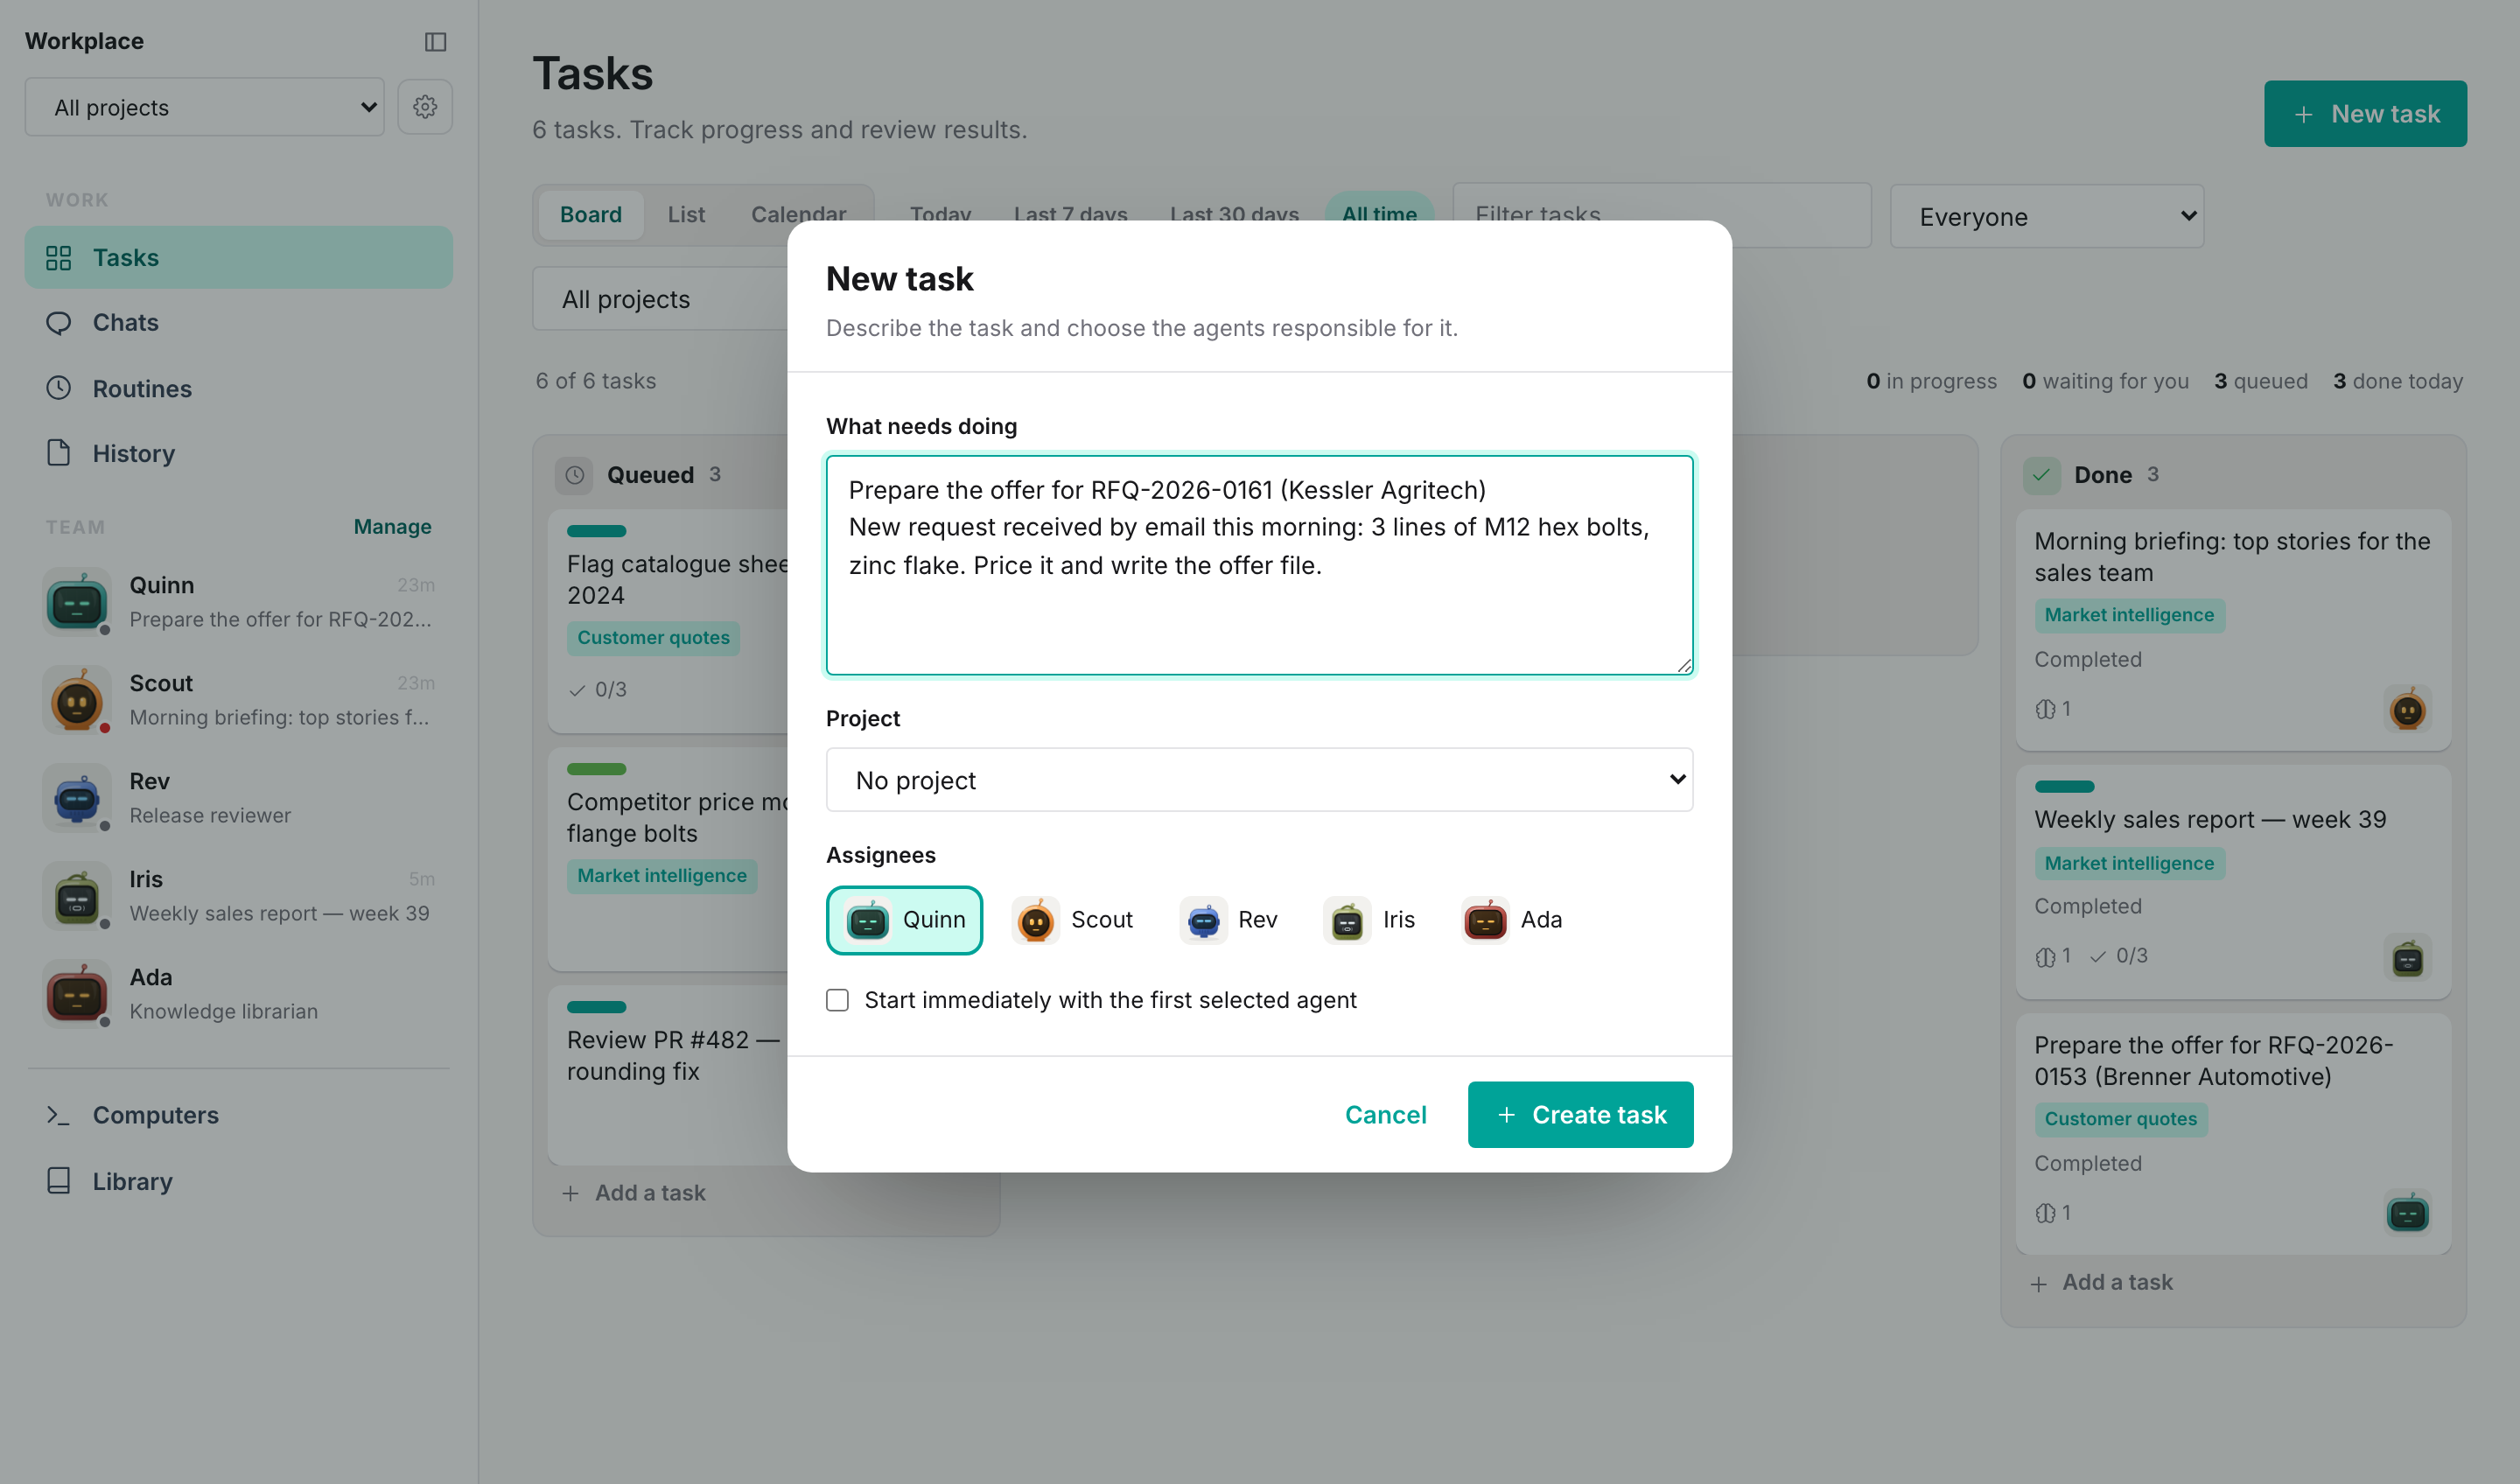 Workplace
All projects
WORK
Tasks
Chats
Routines
History
TEAM Manage
Quinn 23m
Prepare the offer for RFQ-202...
Scout 23m
Morning briefing: top stories f...
Rev
Release reviewer
Iris 5m
Weekly sales report — week 39
Ada
Knowledge librarian
Computers
Library
Tasks
6 tasks. Track progress and review results.
+ New task
Board List Calendar Today Last 7 days Last 30 days All time Filter tasks Everyone
All projects
6 of 6 tasks
0 in progress 0 waiting for you 3 queued 3 done today
Queued 3
Flag catalogue
2024
Customer quotes
0/3
Competitor price
flange bolts
Market intelligence
Review PR #482 —
rounding fix
+ Add a task
New task
Describe the task and choose the agents responsible for it.
What needs doing
Prepare the offer for RFQ-2026-0161 (Kessler Agritech)
New request received by email this morning: 3 lines of M12 hex bolts,
zinc flake. Price it and write the offer file.
Project
No project
Assignees
Quinn Scout Rev Iris Ada
Start immediately with the first selected agent
Cancel + Create task
Done 3
Morning briefing: top stories for the
sales team
Market intelligence
Completed
1
Weekly sales report — week 39
Market intelligence
Completed
1 0/3
Prepare the offer for RFQ-2026-
0153 (Brenner Automotive)
Customer quotes
Completed
1
+ Add a task